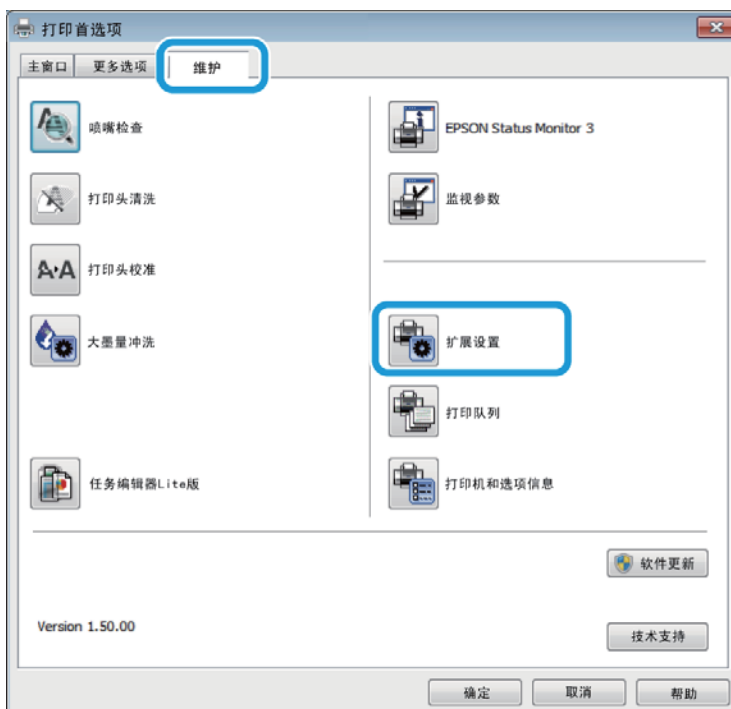 打印首选项
主窗口 更多选项 维护
喷嘴检查
打印头清洗
打印头校准
大墨量冲洗
任务编辑器Lite版
EPSON Status Monitor 3
监视参数
扩展设置
打印队列
打印机和选项信息
软件更新
Version 1.50.00
技术支持
确定 取消 帮助